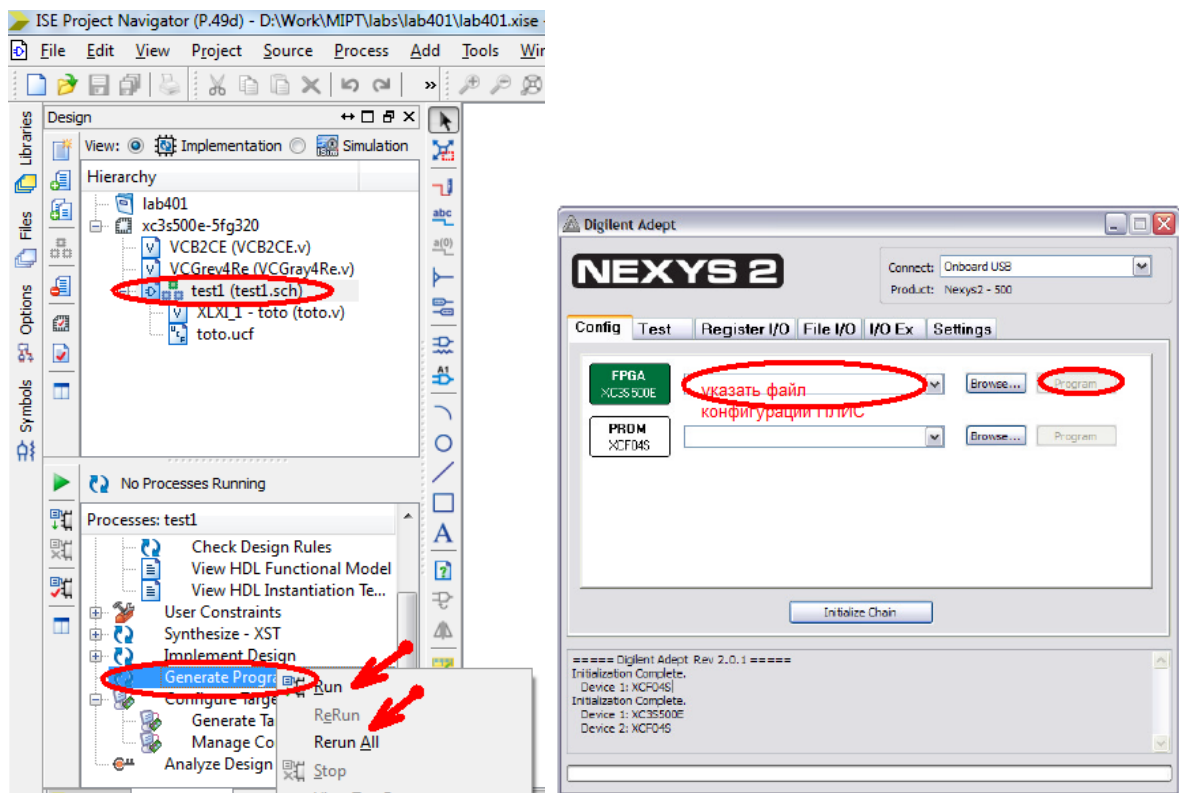 ISE Project Navigator (P.49d) - D:\Work\MIPT\labs\lab401\lab401.xise -
File Edit View Project Source Process Add Tools
Design
View: Implementation Simulation
Hierarchy
lab401
xc3s500e-5fg320
VCB2CE (VCB2CE.v)
VCGrey4Re (VCGray4Re.v)
test1 (test1.sch)
XLXI_1 - toto (toto.v)
toto.ucf
Libraries
Files
Options
Symbols
abc
a(0)
A1
A
No Processes Running
Processes: test1
Check Design Rules
View HDL Functional Model
View HDL Instantiation Te...
User Constraints
Synthesize - XST
Implement Design
Generate Progra
Configure Targe
Generate Ta
Manage Co
Analyze Design
Run
ReRun
Rerun All
Stop
Digilent Adept
NEXYS 2
Connect: Onboard USB
Product: Nexys2 - 500
Config Test Register I/O File I/O I/O Ex Settings
FPGA
XC3S500E
указать файл
конфигурации ПЛИС
Browse... Program
PROM
XCF04S
Browse... Program
Initialize Chain
===== Digilent Adept Rev 2.0.1 =====
Initialization Complete.
Device 1: XCF04S
Initialization Complete.
Device 1: XC3S500E
Device 2: XCF04S